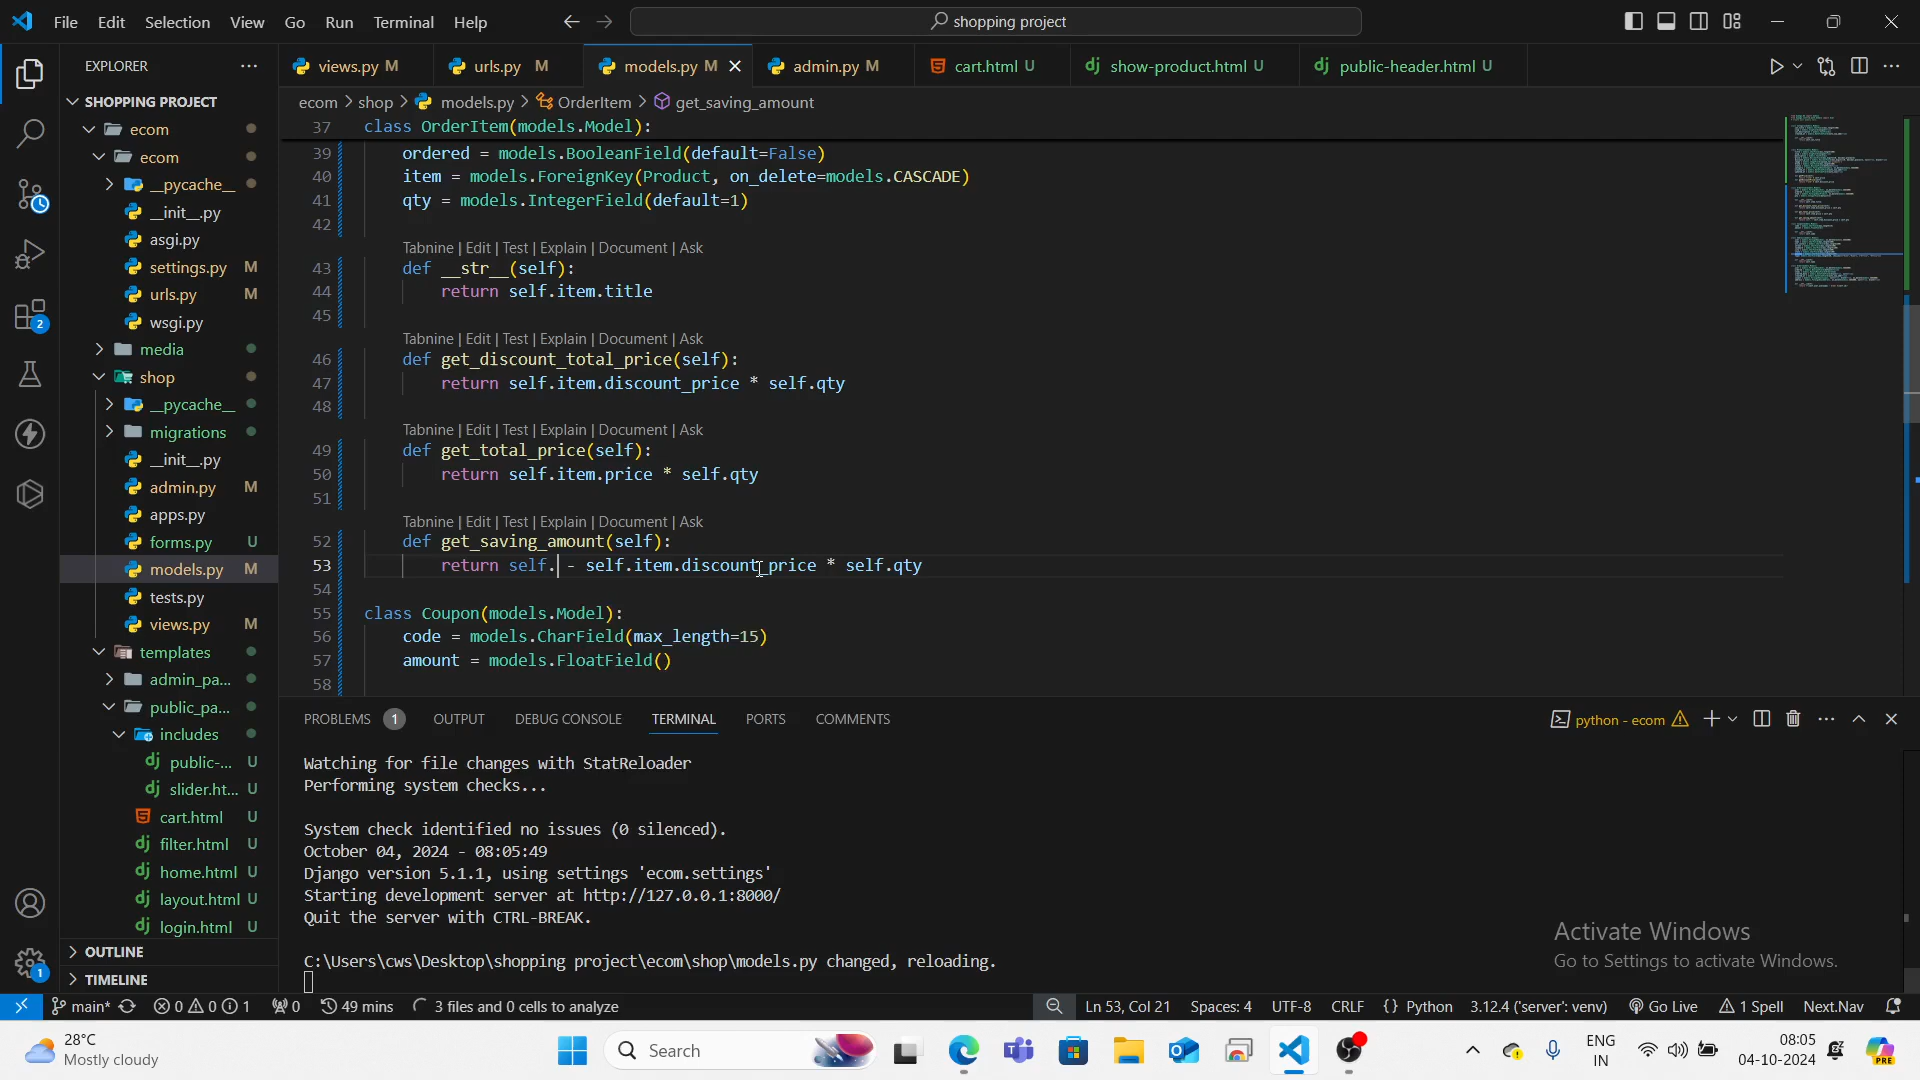 File Edit Selection View Go Run Terminal Help
shopping project
EXPLORER
SHOPPING PROJECT
ecom
ecom
__pycache__
__init__.py
asgi.py
settings.py M
urls.py M
wsgi.py
media
shop
__pycache__
migrations
__init__.py
admin.py M
apps.py
forms.py U
models.py M
tests.py
views.py M
templates
admin_pa...
public_pa...
includes
public-... U
slider.ht... U
cart.html U
filter.html U
home.html U
layout.html U
login.html U
OUTLINE
TIMELINE
views.py M
urls.py M
models.py M
admin.py M
cart.html U
show-product.html U
public-header.html U
ecom > shop > models.py > OrderItem > get_saving_amount
37 class OrderItem(models.Model):
39 ordered = models.BooleanField(default=False)
40 item = models.ForeignKey(Product, on_delete=models.CASCADE)
41 qty = models.IntegerField(default=1)
42
Tabnine | Edit | Test | Explain | Document | Ask
43 def __str__(self):
44 return self.item.title
45
Tabnine | Edit | Test | Explain | Document | Ask
46 def get_discount_total_price(self):
47 return self.item.discount_price * self.qty
48
Tabnine | Edit | Test | Explain | Document | Ask
49 def get_total_price(self):
50 return self.item.price * self.qty
51
Tabnine | Edit | Test | Explain | Document | Ask
52 def get_saving_amount(self):
53 return self. - self.item.discount_price * self.qty
54
55 class Coupon(models.Model):
56 code = models.CharField(max_length=15)
57 amount = models.FloatField()
58
PROBLEMS 1 OUTPUT DEBUG CONSOLE TERMINAL PORTS COMMENTS
python - ecom
Watching for file changes with StatReloader
Performing system checks...
System check identified no issues (0 silenced).
October 04, 2024 - 08:05:49
Django version 5.1.1, using settings 'ecom.settings'
Starting development server at http://127.0.0.1:8000/
Quit the server with CTRL-BREAK.
C:\Users\cws\Desktop\shopping project\ecom\shop\models.py changed, reloading.
Activate Windows
Go to Settings to activate Windows.
2
1
main* 0 0 1 0 49 mins 3 files and 0 cells to analyze
Ln 53, Col 21 Spaces: 4 UTF-8 CRLF {} Python 3.12.4 ('server': venv) Go Live 1 Spell Next.Nav
28°C
Mostly cloudy
Search
ENG
IN
08:05
04-10-2024
PRE